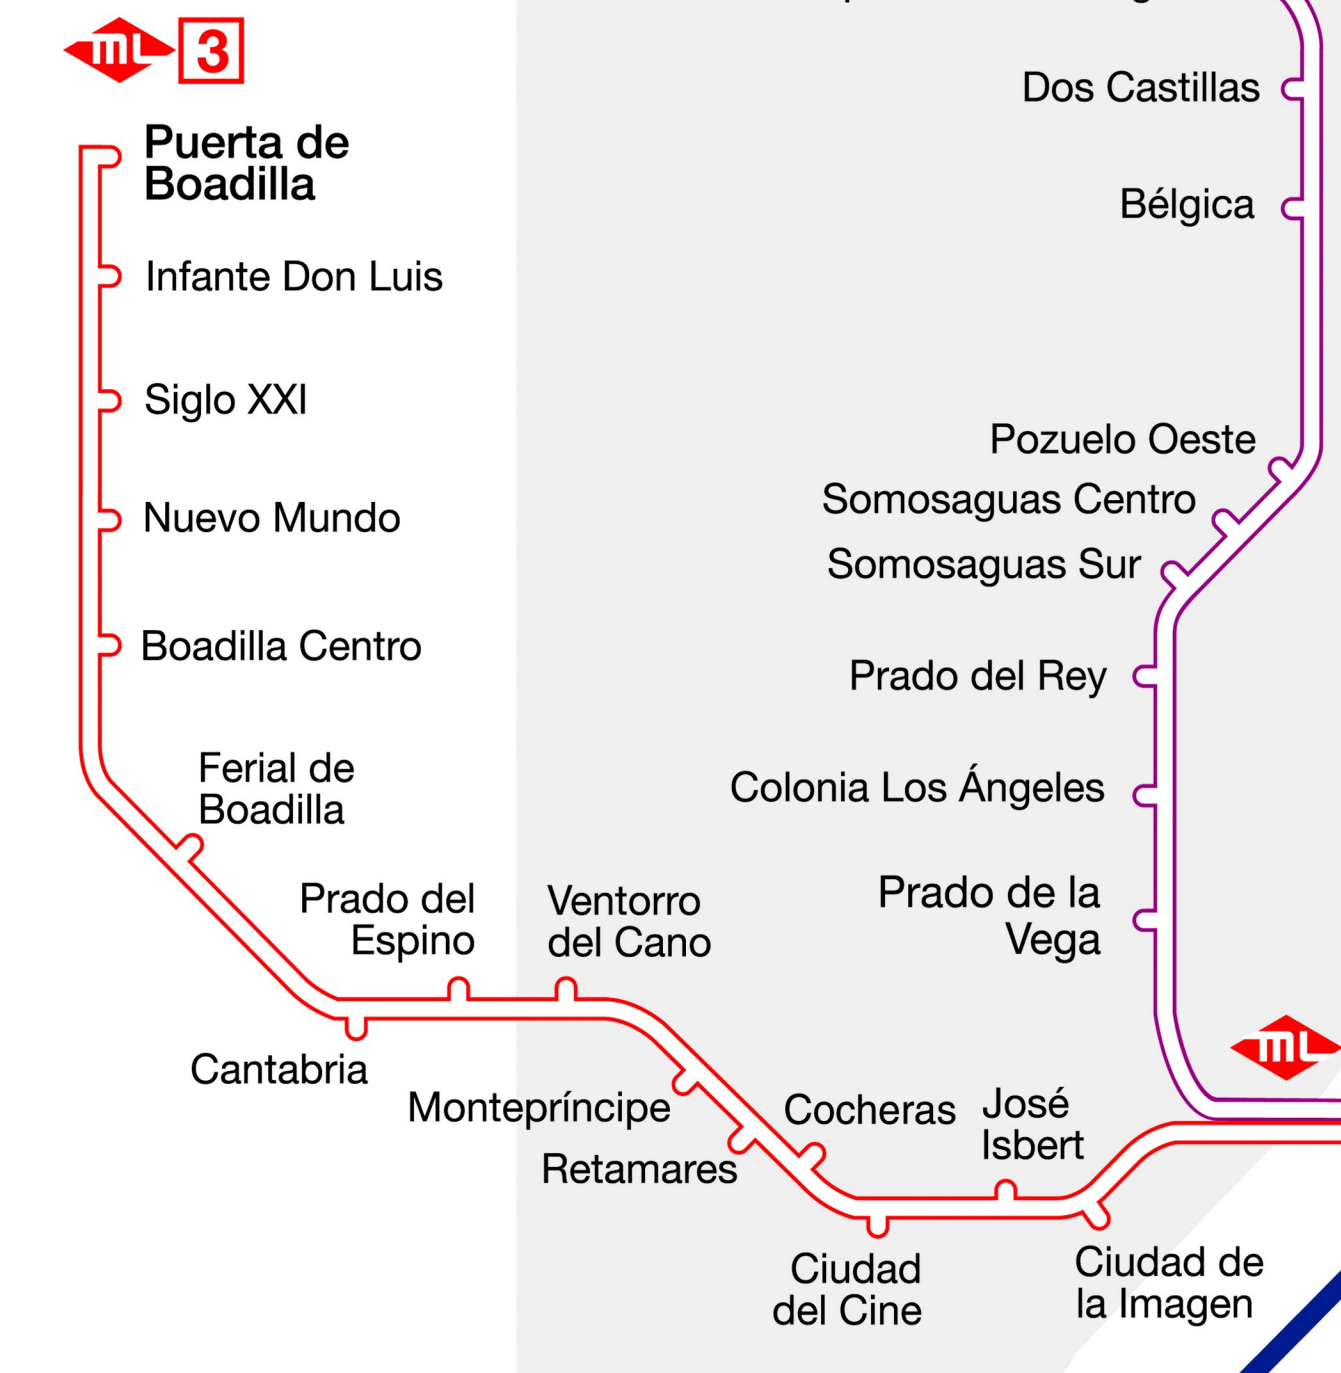 ML 3
Puerta de
Boadilla
Infante Don Luis
Siglo XXI
Nuevo Mundo
Boadilla Centro
Ferial de
Boadilla
Cantabria
Prado del
Espino
Ventorro
del Cano
Montepríncipe
Retamares
Cocheras
Ciudad
del Cine
José
Isbert
Ciudad de
la Imagen
Dos Castillas
Bélgica
Pozuelo Oeste
Somosaguas Centro
Somosaguas Sur
Prado del Rey
Colonia Los Ángeles
Prado de la
Vega
ML